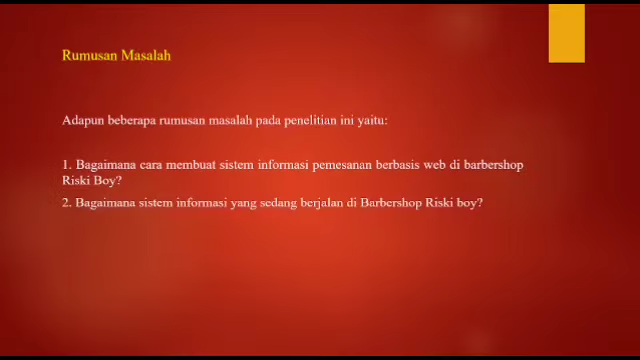 Rumusan Masalah
Adapun beberapa rumusan masalah pada penelitian ini yaitu:
1. Bagaimana cara membuat sistem informasi pemesanan berbasis web di barbershop
Riski Boy?
2. Bagaimana sistem informasi yang sedang berjalan di Barbershop Riski boy?